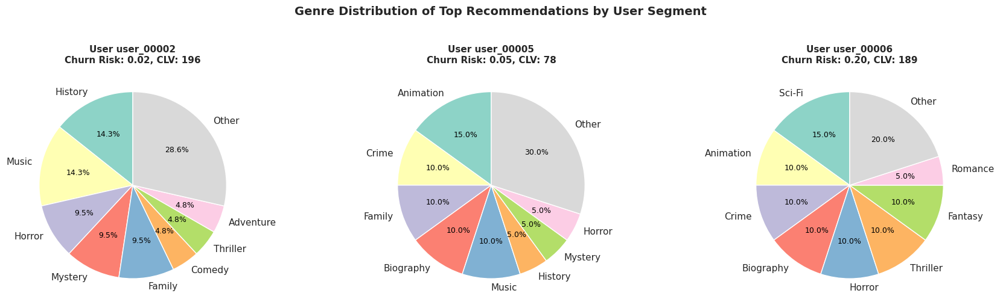 Genre Distribution of Top Recommendations by User Segment
User user_00002
Churn Risk: 0.02, CLV: 196
History
14.3%
Music
14.3%
Horror
9.5%
Mystery
9.5%
Family
9.5%
Comedy
4.8%
Thriller
4.8%
Adventure
4.8%
Other
28.6%
User user_00005
Churn Risk: 0.05, CLV: 78
Animation
15.0%
Crime
10.0%
Family
10.0%
Biography
10.0%
Music
10.0%
History
5.0%
Mystery
5.0%
Horror
5.0%
Other
30.0%
User user_00006
Churn Risk: 0.20, CLV: 189
Sci-Fi
15.0%
Animation
10.0%
Crime
10.0%
Biography
10.0%
Horror
10.0%
Thriller
10.0%
Fantasy
10.0%
Romance
5.0%
Other
20.0%